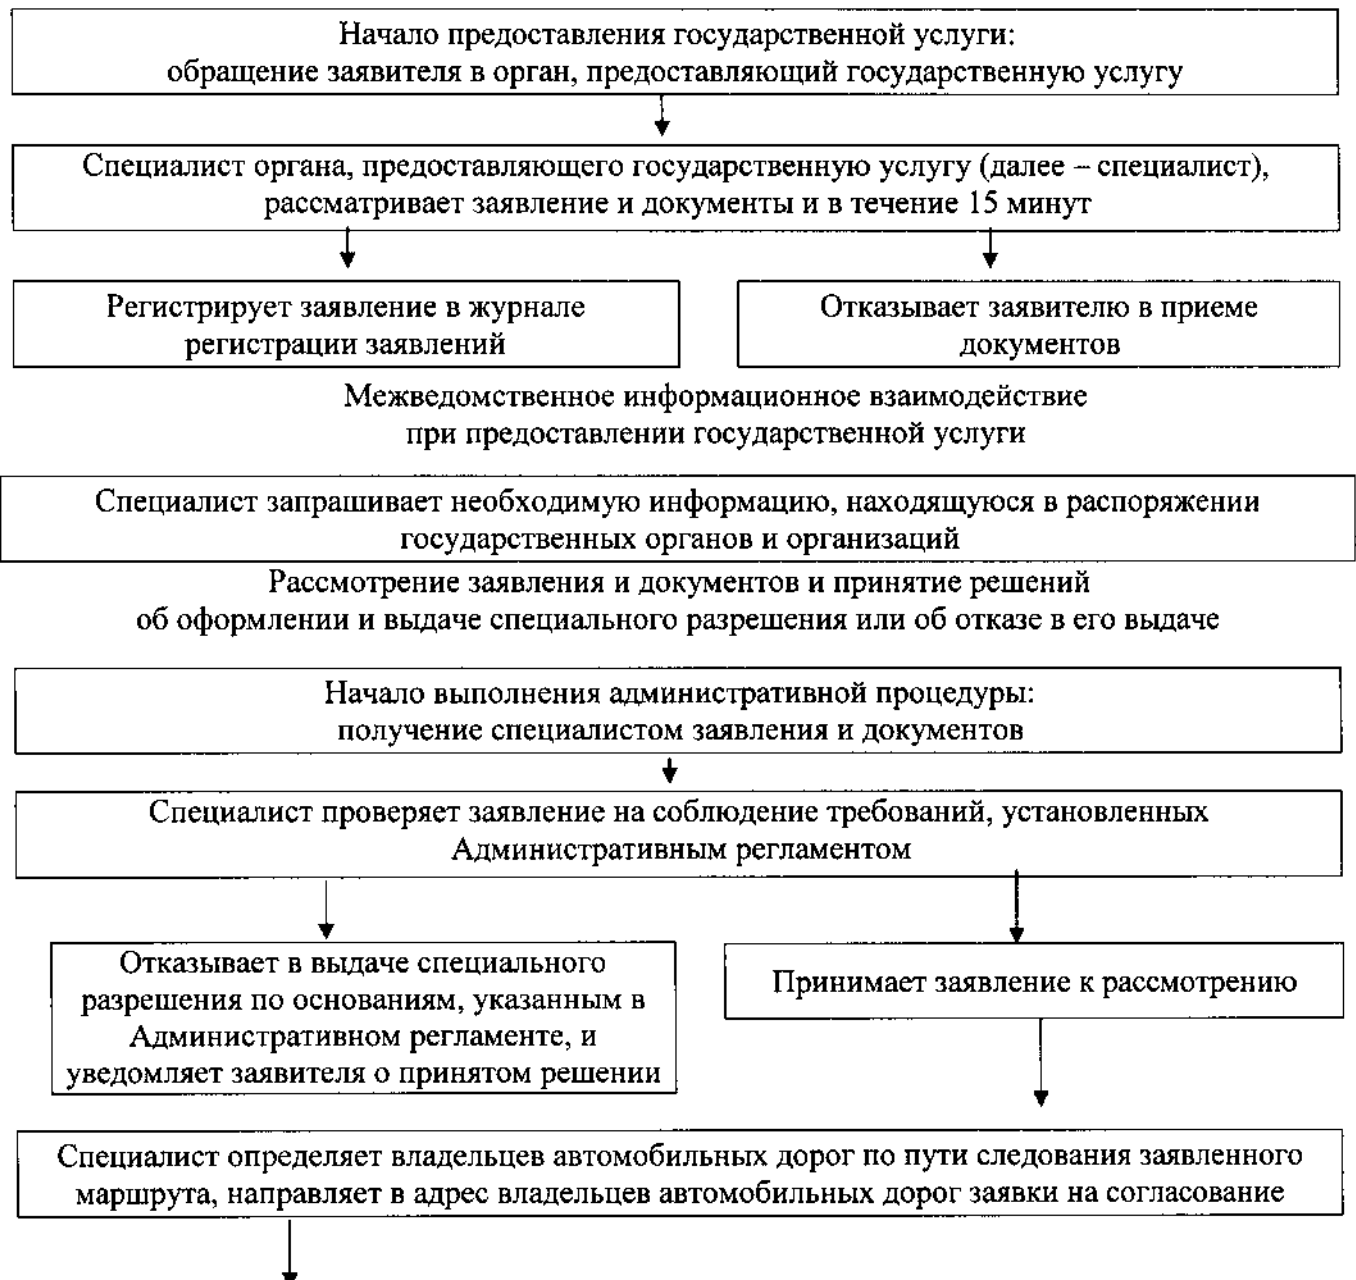 Начало предоставления государственной услуги:
обращение заявителя в орган, предоставляющий государственную услугу
Специалист органа, предоставляющего государственную услугу (далее – специалист),
рассматривает заявление и документы и в течение 15 минут
Регистрирует заявление в журнале
регистрации заявлений
Отказывает заявителю в приеме
документов
Межведомственное информационное взаимодействие
при предоставлении государственной услуги
Специалист запрашивает необходимую информацию, находящуюся в распоряжении
государственных органов и организаций
Рассмотрение заявления и документов и принятие решений
об оформлении и выдаче специального разрешения или об отказе в его выдаче
Начало выполнения административной процедуры:
получение специалистом заявления и документов
Специалист проверяет заявление на соблюдение требований, установленных
Административным регламентом
Отказывает в выдаче специального
разрешения по основаниям, указанным в
Административном регламенте, и
уведомляет заявителя о принятом решении
Принимает заявление к рассмотрению
Специалист определяет владельцев автомобильных дорог по пути следования заявленного
маршрута, направляет в адрес владельцев автомобильных дорог заявки на согласование